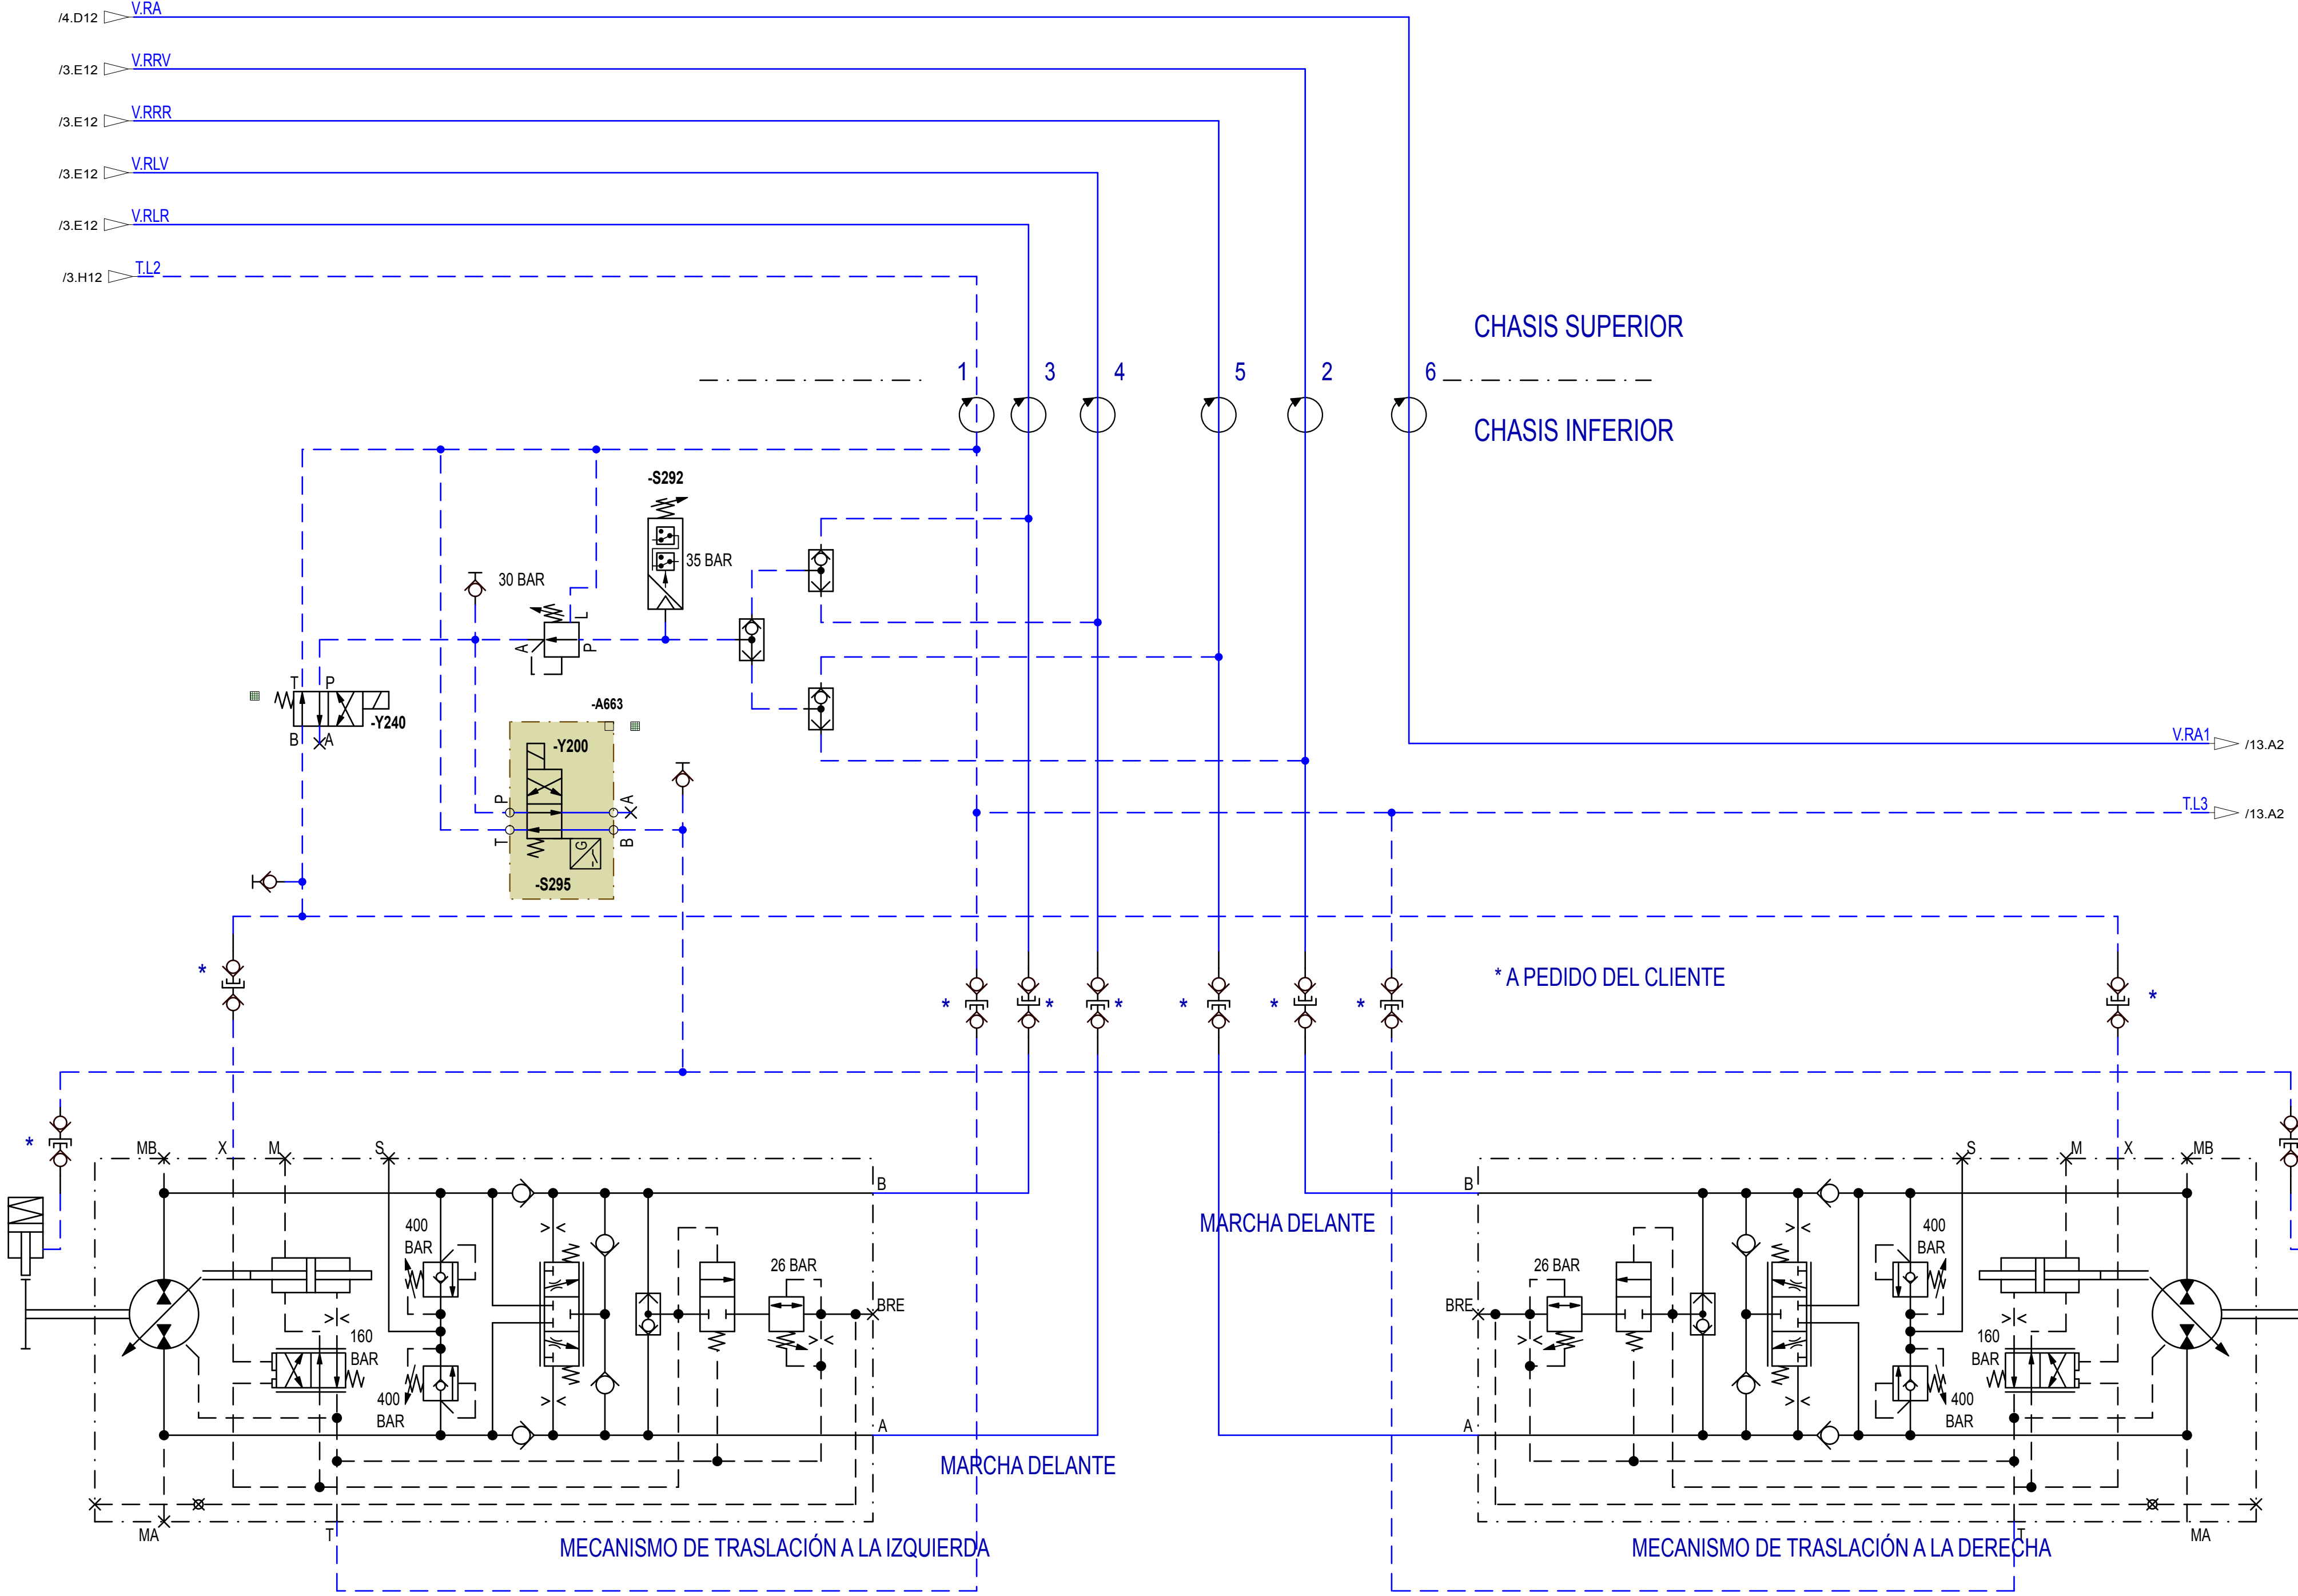 /4.D12 V.RA
/3.E12 V.RRV
/3.E12 V.RRR
/3.E12 V.RLV
/3.E12 V.RLR
/3.H12 T.L2
CHASIS SUPERIOR
1 3 4 5 2 6
CHASIS INFERIOR
-S292
35 BAR
30 BAR
L
A P
T P
-Y240
B A
-A663
-Y200
P A
T B
G
-S295
V.RA1 /13.A2
T.L3 /13.A2
*
* A PEDIDO DEL CLIENTE
* * * * * * *
*
MB X M S
B
400
BAR
26 BAR
BRE
160
BAR
400
BAR
A
MARCHA DELANTE
MA T
MECANISMO DE TRASLACIÓN A LA IZQUIERDA
S M X MB
B
MARCHA DELANTE
400
BAR
26 BAR
BRE
160
BAR
400
BAR
A
T MA
MECANISMO DE TRASLACIÓN A LA DERECHA